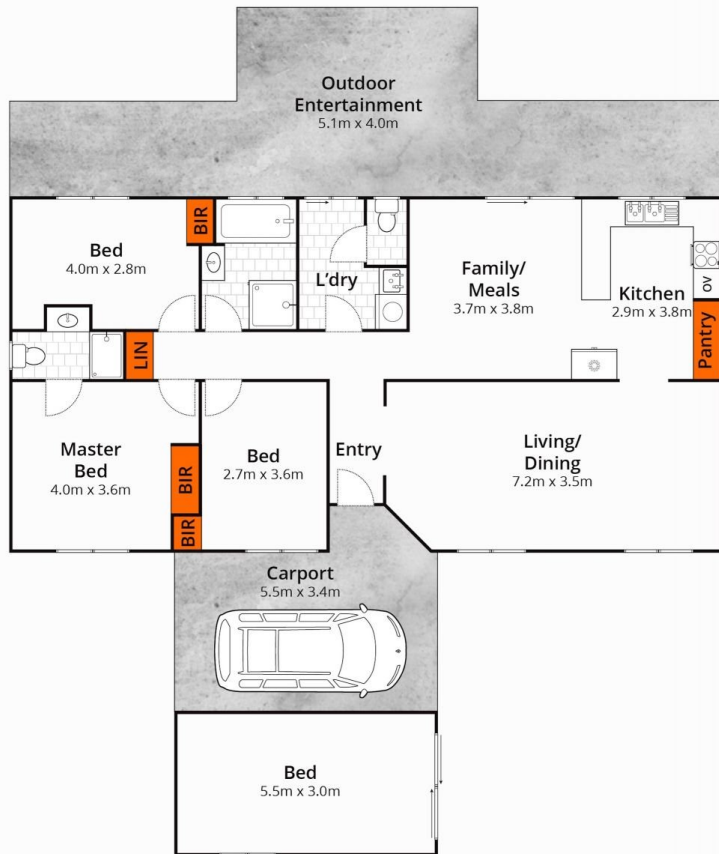 Outdoor
Entertainment
5.1m x 4.0m
BIR
Bed
4.0m x 2.8m
L'dry
Family/
Meals
3.7m x 3.8m
Kitchen
2.9m x 3.8m
ov
Pantry
LIN
Master
Bed
4.0m x 3.6m
BIR
BIR
Bed
2.7m x 3.6m
Entry
Living/
Dining
7.2m x 3.5m
Carport
5.5m x 3.4m
Bed
5.5m x 3.0m